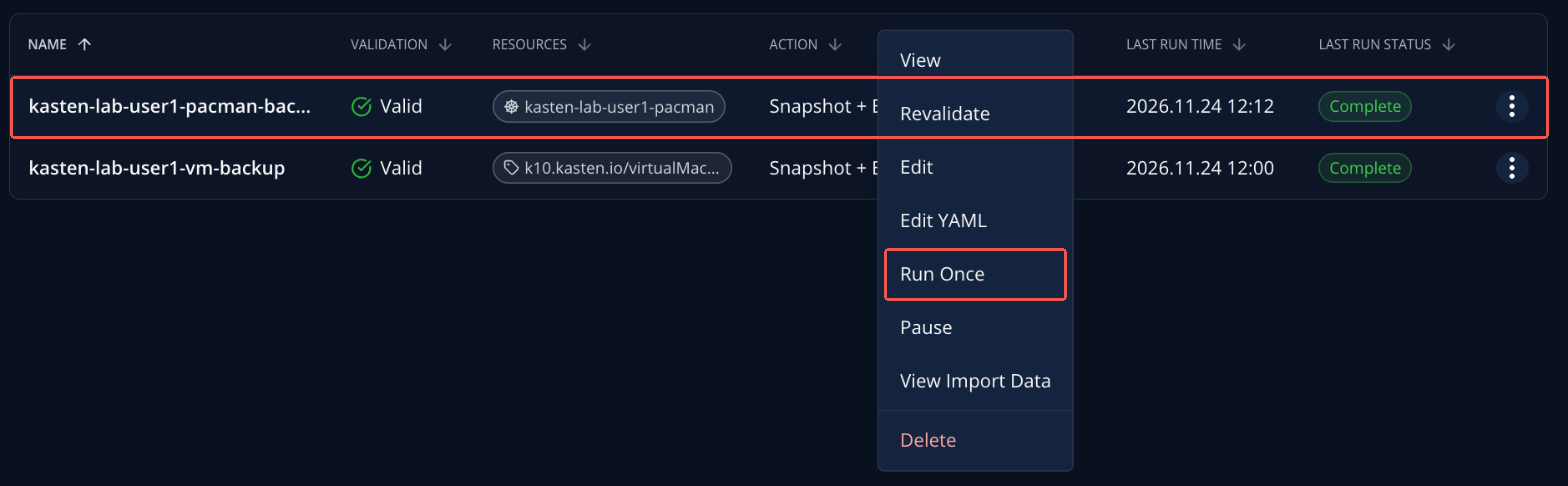 NAME VALIDATION RESOURCES ACTION LAST RUN TIME LAST RUN STATUS
kasten-lab-user1-pacman-bac... Valid kasten-lab-user1-pacman Snapshot + 2026.11.24 12:12 Complete
kasten-lab-user1-vm-backup Valid k10.kasten.io/virtualMac... Snapshot + 2026.11.24 12:00 Complete
View
Revalidate
Edit
Edit YAML
Run Once
Pause
View Import Data
Delete